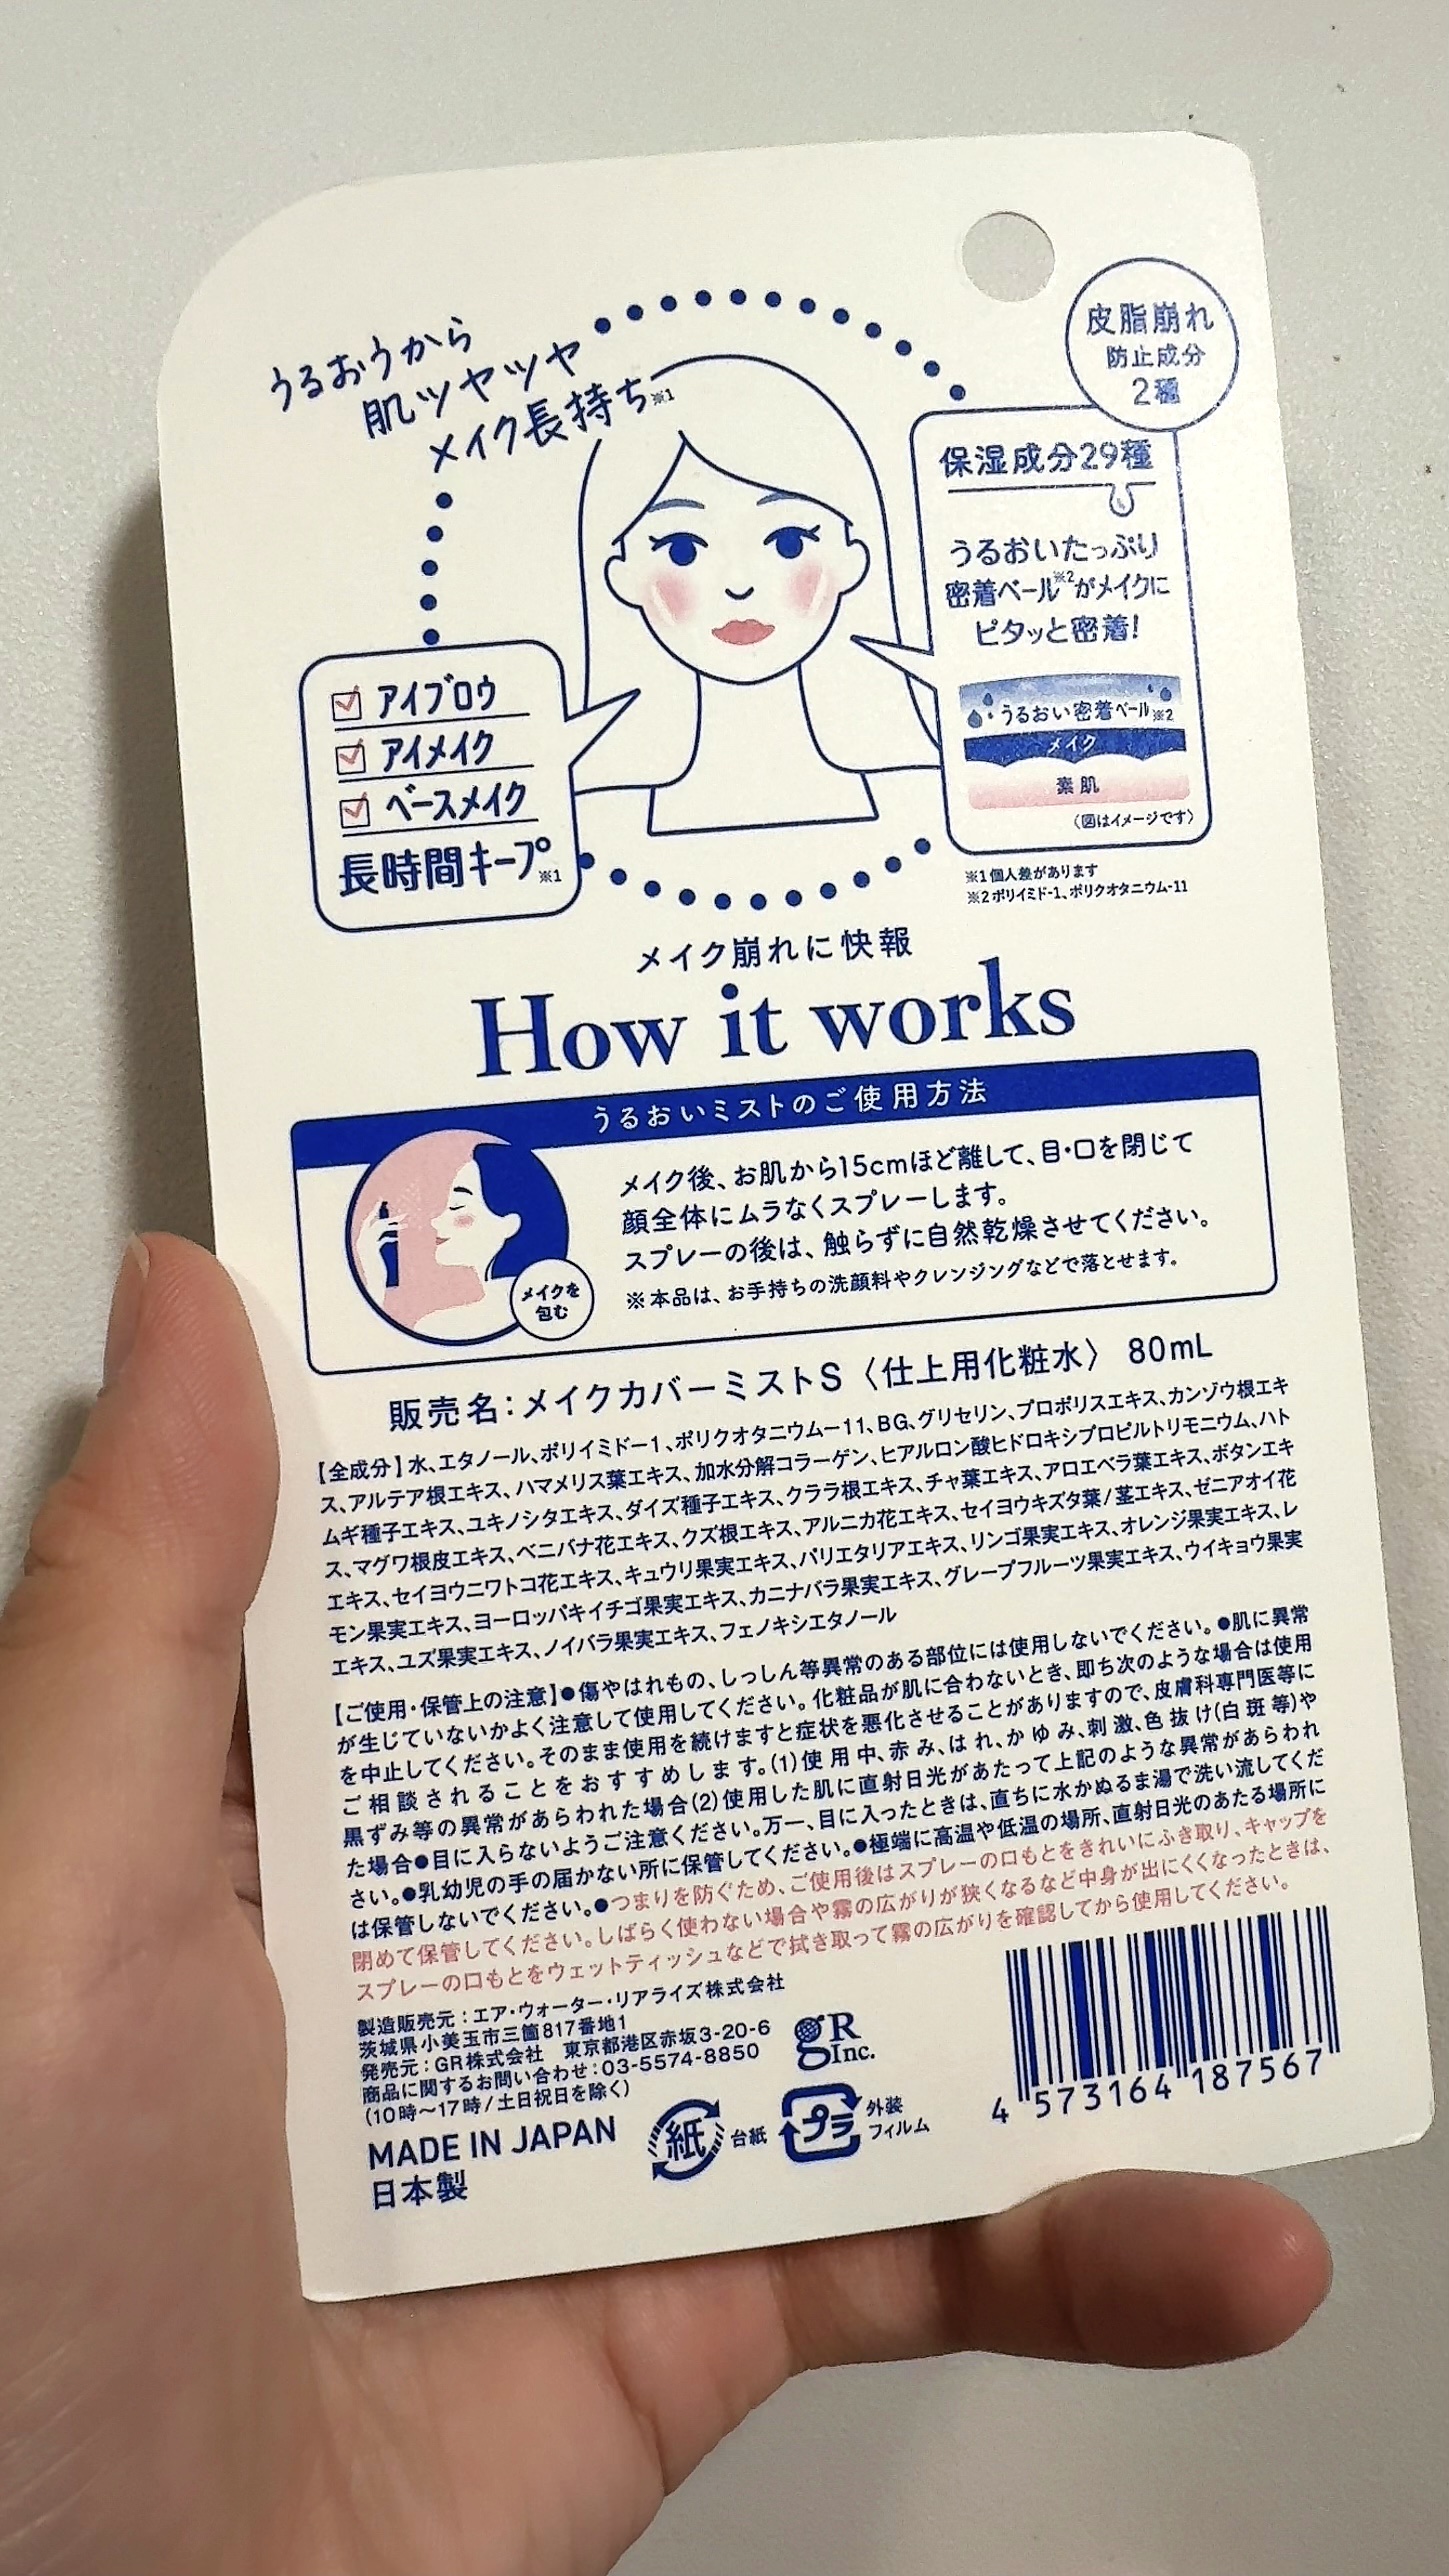 うるおうから
肌ツヤツヤ
メイク長持ち※1
皮脂崩れ
防止成分
2種
保湿成分29種
うるおいたっぷり
密着ベール※2がメイクに
ピタッと密着!
うるおい密着ベール※2
メイク
素肌
(図はイメージです)
※1個人差があります
※2ポリイミド-1、ポリクオタニウム-11
アイブロウ
アイメイク
ベースメイク
長時間キープ※1
メイク崩れに快報
How it works
うるおいミストのご使用方法
メイクを
包む
メイク後、お肌から15cmほど離して、目・口を閉じて
顔全体にムラなくスプレーします。
スプレーの後は、触らずに自然乾燥させてください。
※本品は、お手持ちの洗顔料やクレンジングなどで落とせます。
販売名:メイクカバーミストS〈仕上用化粧水〉 80mL
【全成分】水、エタノール、ポリイミドー1、ポリクオタニウムー11、BG、グリセリン、プロポリスエキス、カンゾウ根エキ
ス、アルテア根エキス、ハマメリス葉エキス、加水分解コラーゲン、ヒアルロン酸ヒドロキシプロピルトリモニウム、ハト
ムギ種子エキス、ユキノシタエキス、ダイズ種子エキス、クララ根エキス、チャ葉エキス、アロエベラ葉エキス、ボタンエキ
ス、マグワ根皮エキス、ベニバナ花エキス、クズ根エキス、アルニカ花エキス、セイヨウキズタ葉/茎エキス、ゼニアオイ花
エキス、セイヨウニワトコ花エキス、キュウリ果実エキス、パリエタリアエキス、リンゴ果実エキス、オレンジ果実エキス、レ
モン果実エキス、ヨーロッパキイチゴ果実エキス、カニナバラ果実エキス、グレープフルーツ果実エキス、ウイキョウ果実
エキス、ユズ果実エキス、ノイバラ果実エキス、フェノキシエタノール
【ご使用・保管上の注意】●傷やはれもの、しっしん等異常のある部位には使用しないでください。●肌に異常
が生じていないかよく注意して使用してください。化粧品が肌に合わないとき、即ち次のような場合は使用
を中止してください。そのまま使用を続けますと症状を悪化させることがありますので、皮膚科専門医等に
ご相談されることをおすすめします。(1)使用中、赤み、はれ、かゆみ、刺激、色抜け(白斑等)や
黒ずみ等の異常があらわれた場合(2)使用した肌に直射日光があたって上記のような異常があらわれ
た場合●目に入らないようご注意ください。万一、目に入ったときは、直ちに水かぬるま湯で洗い流してくだ
さい。●乳幼児の手の届かない所に保管してください。●極端に高温や低温の場所、直射日光のあたる場所に
は保管しないでください。●つまりを防ぐため、ご使用後はスプレーの口もとをきれいにふき取り、キャップを
閉めて保管してください。しばらく使わない場合や霧の広がりが狭くなるなど中身が出にくくなったときは、
スプレーの口もとをウェットティッシュなどで拭き取って霧の広がりを確認してから使用してください。
製造販売元:エア・ウォーター・リアライズ株式会社
茨城県小美玉市三箇817番地1
発売元:GR株式会社 東京都港区赤坂3-20-6
商品に関するお問い合わせ:03-5574-8850
(10時〜17時/土日祝日を除く)
gR
Inc.
MADE IN JAPAN
日本製
紙
台紙
プラ
外装
フィルム
4 573164 187567